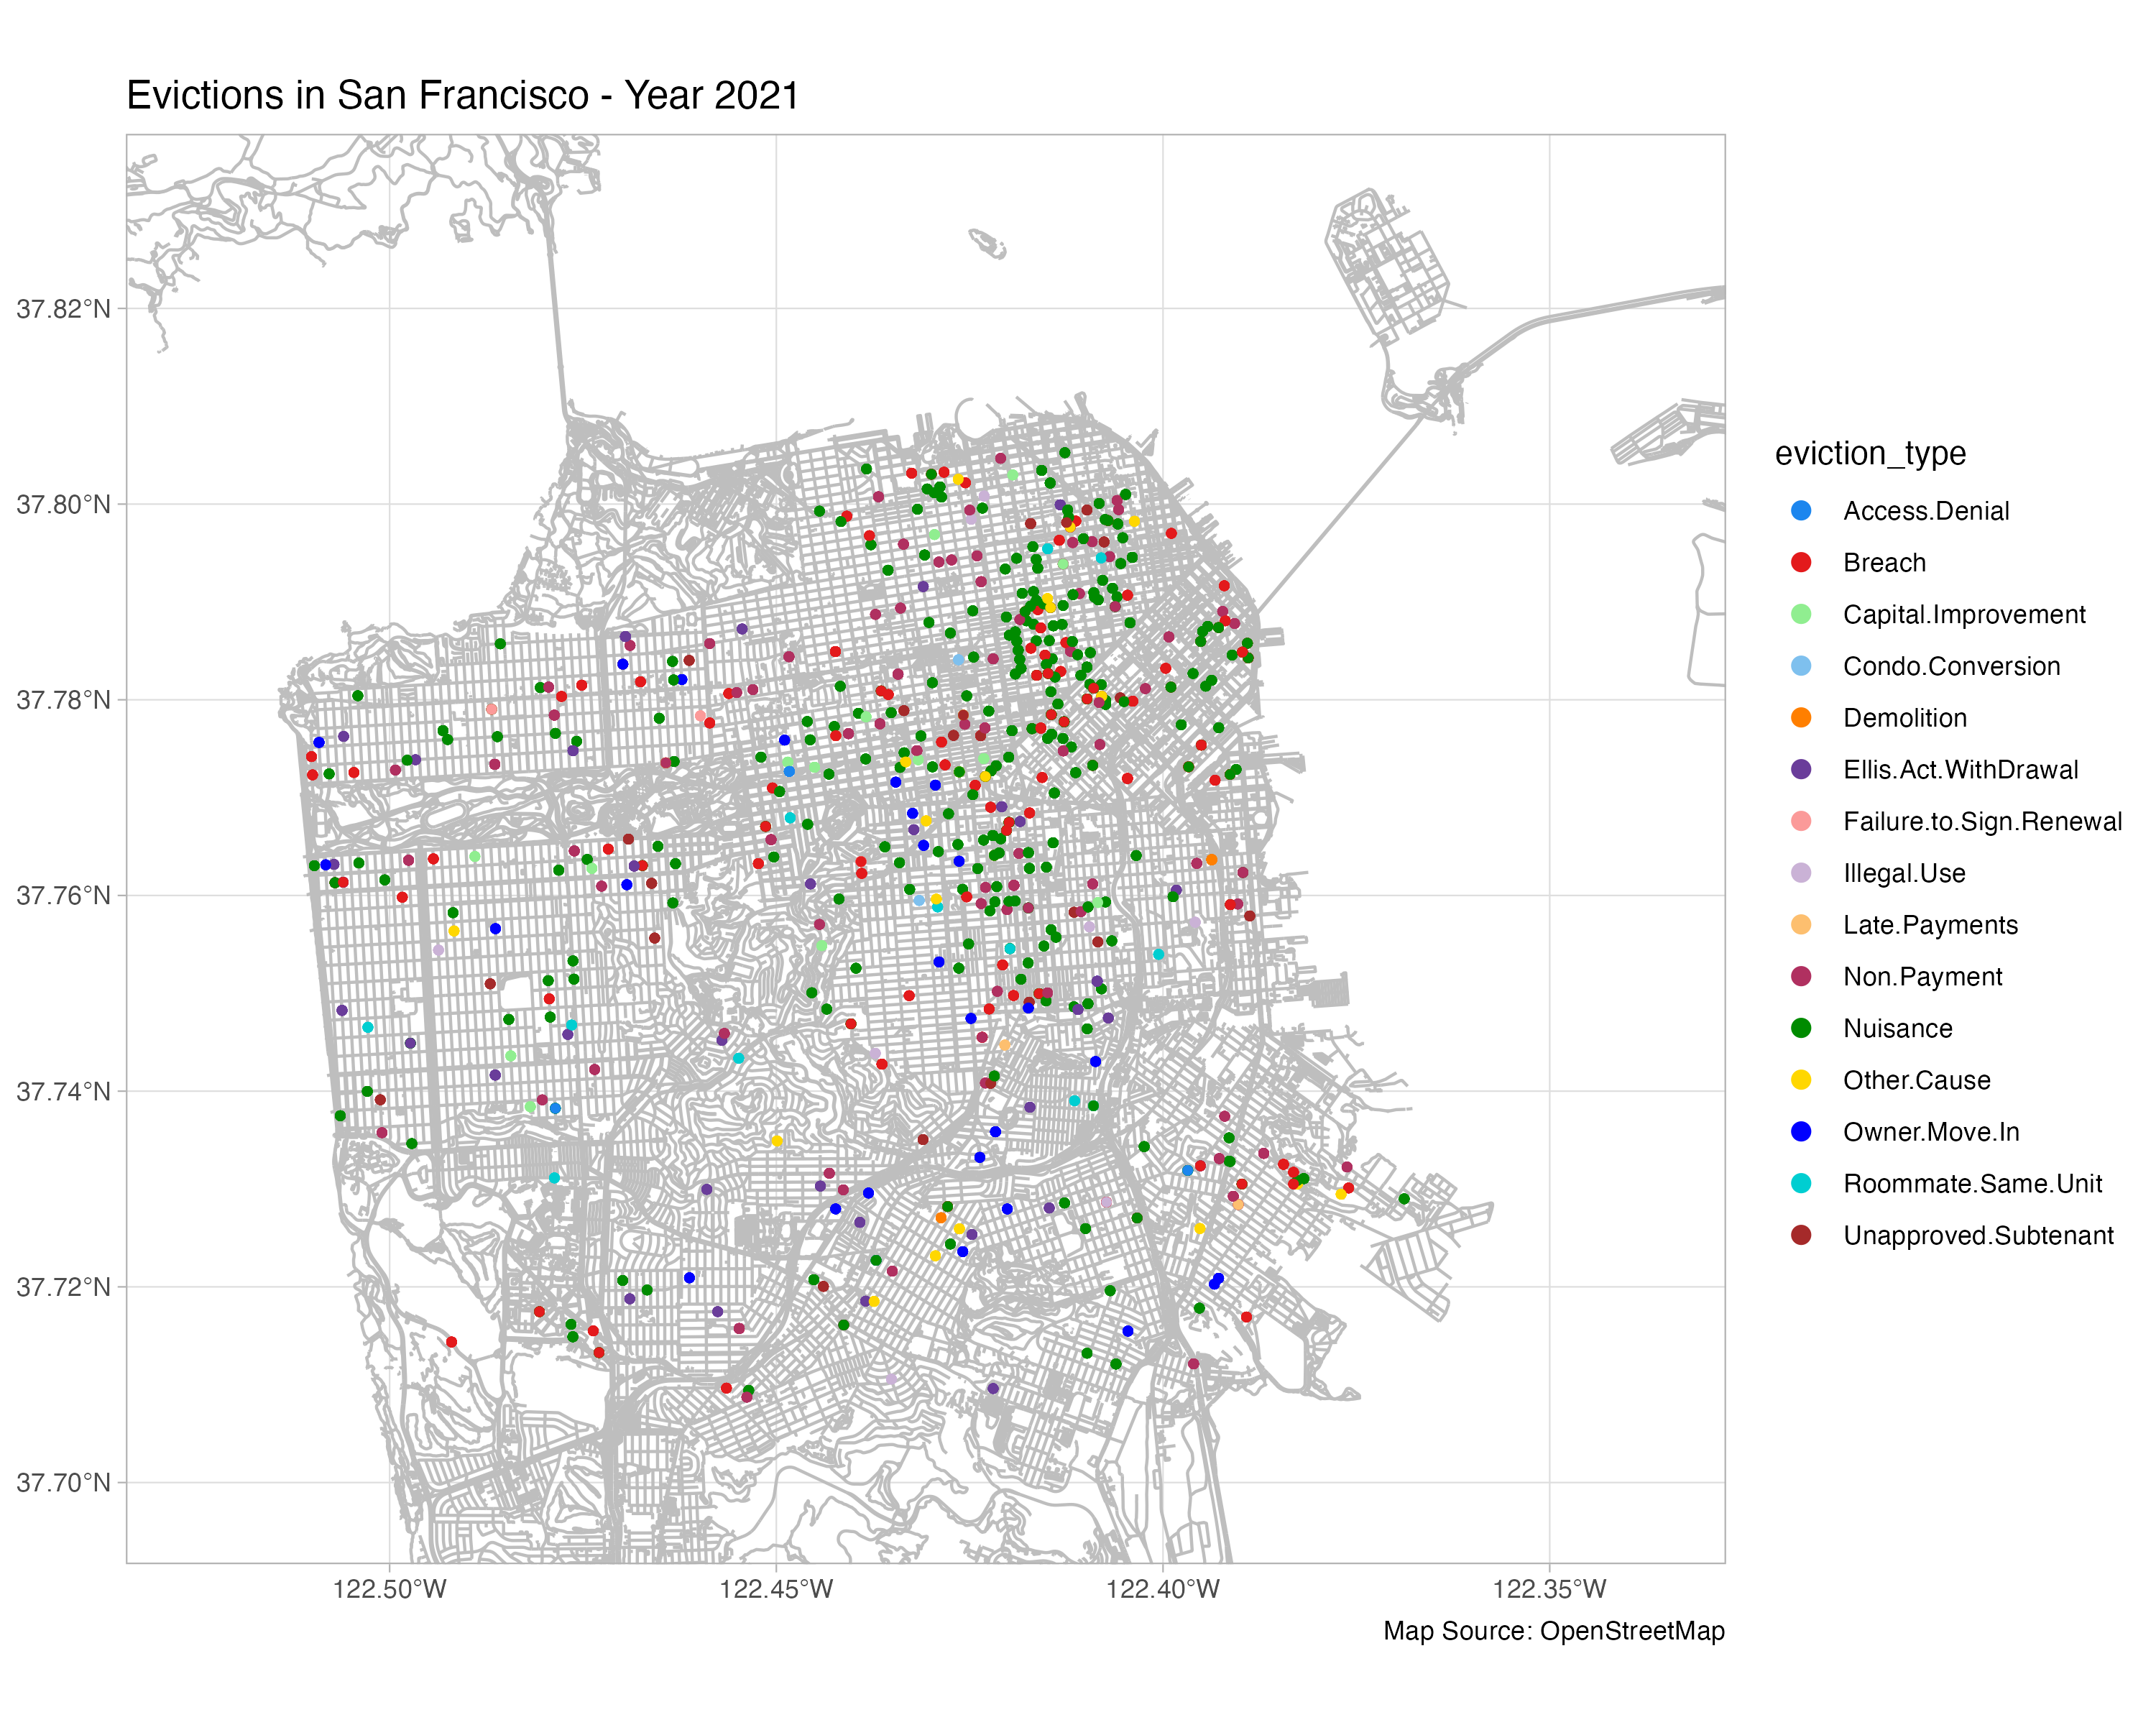 Evictions in San Francisco - Year 2021
37.82°N
37.80°N
37.78°N
37.76°N
37.74°N
37.72°N
37.70°N
122.50°W
122.45°W
122.40°W
122.35°W
Map Source: OpenStreetMap
eviction_type
Access.Denial
Breach
Capital.Improvement
Condo.Conversion
Demolition
Ellis.Act.WithDrawal
Failure.to.Sign.Renewal
Illegal.Use
Late.Payments
Non.Payment
Nuisance
Other.Cause
Owner.Move.In
Roommate.Same.Unit
Unapproved.Subtenant